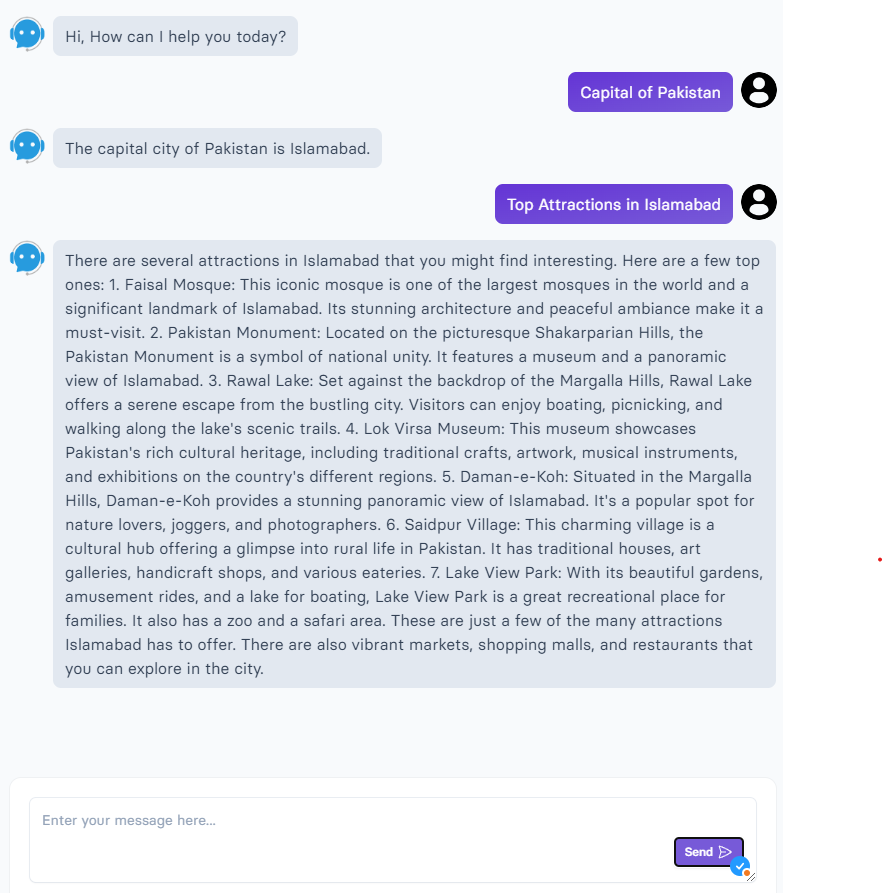 Hi, How can I help you today?
Capital of Pakistan
The capital city of Pakistan is Islamabad.
Top Attractions in Islamabad
There are several attractions in Islamabad that you might find interesting. Here are a few top
ones: 1. Faisal Mosque: This iconic mosque is one of the largest mosques in the world and a
significant landmark of Islamabad. Its stunning architecture and peaceful ambiance make it a
must-visit. 2. Pakistan Monument: Located on the picturesque Shakarparian Hills, the
Pakistan Monument is a symbol of national unity. It features a museum and a panoramic
view of Islamabad. 3. Rawal Lake: Set against the backdrop of the Margalla Hills, Rawal Lake
offers a serene escape from the bustling city. Visitors can enjoy boating, picnicking, and
walking along the lake's scenic trails. 4. Lok Virsa Museum: This museum showcases
Pakistan's rich cultural heritage, including traditional crafts, artwork, musical instruments,
and exhibitions on the country's different regions. 5. Daman-e-Koh: Situated in the Margalla
Hills, Daman-e-Koh provides a stunning panoramic view of Islamabad. It's a popular spot for
nature lovers, joggers, and photographers. 6. Saidpur Village: This charming village is a
cultural hub offering a glimpse into rural life in Pakistan. It has traditional houses, art
galleries, handicraft shops, and various eateries. 7. Lake View Park: With its beautiful gardens,
amusement rides, and a lake for boating, Lake View Park is a great recreational place for
families. It also has a zoo and a safari area. These are just a few of the many attractions
Islamabad has to offer. There are also vibrant markets, shopping malls, and restaurants that
you can explore in the city.
Enter your message here...
Send